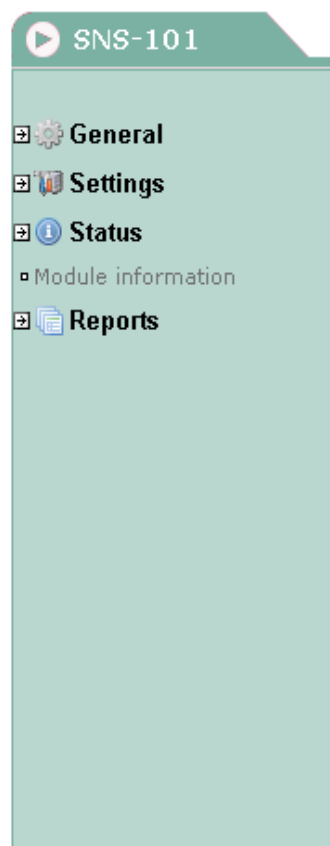 SNS-101
General
Settings
Status
Module information
Reports